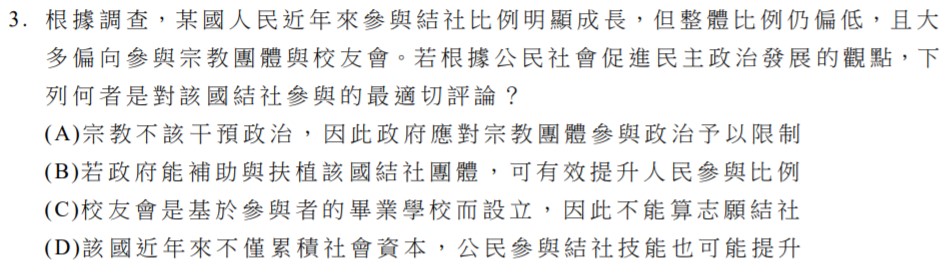 3. 根據調查，某國人民近年來參與結社比例明顯成長，但整體比例仍偏低，且大
多偏向參與宗教團體與校友會。若根據公民社會促進民主政治發展的觀點，下
列何者是對該國結社參與的最適切評論？
(A)宗教不該干預政治，因此政府應對宗教團體參與政治予以限制
(B)若政府能補助與扶植該國結社團體，可有效提升人民參與比例
(C)校友會是基於參與者的畢業學校而設立，因此不能算志願結社
(D)該國近年來不僅累積社會資本，公民參與結社技能也可能提升